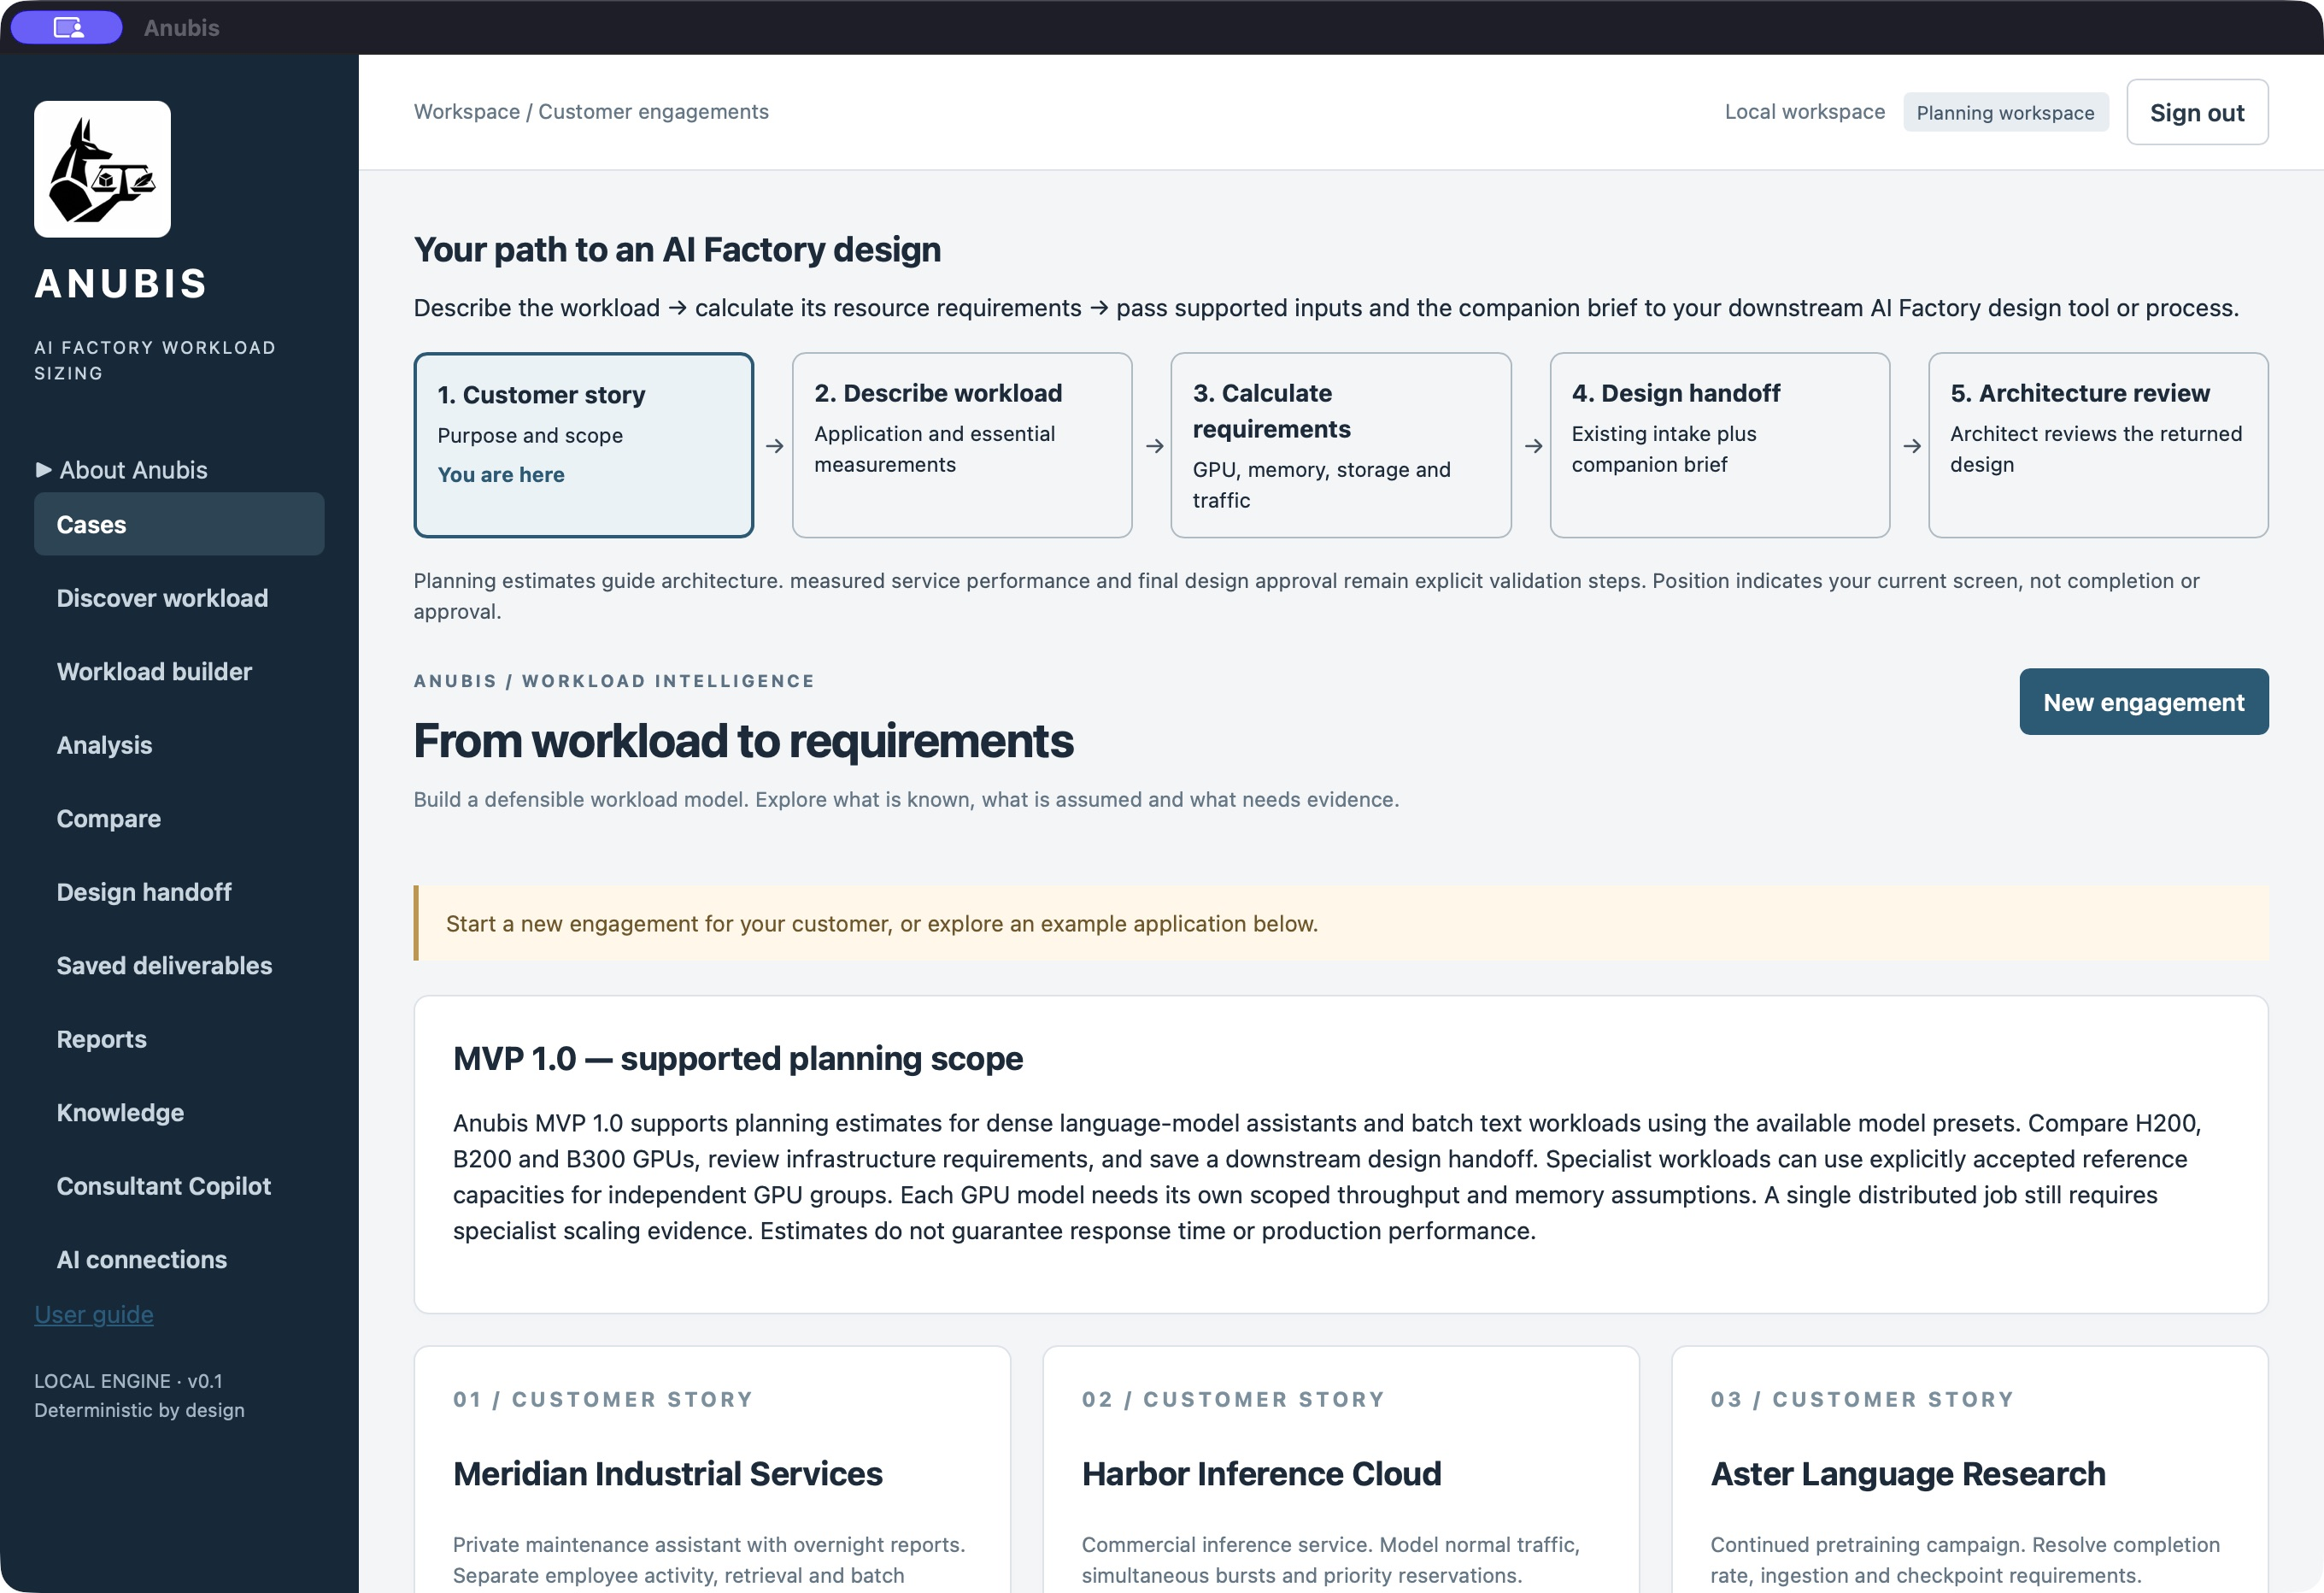 Anubis
ANUBIS
AI FACTORY WORKLOAD
SIZING
About Anubis
Cases
Discover workload
Workload builder
Analysis
Compare
Design handoff
Saved deliverables
Reports
Knowledge
Consultant Copilot
AI connections
User guide
LOCAL ENGINE · v0.1
Deterministic by design
Workspace / Customer engagements
Local workspace
Planning workspace
Sign out
Your path to an AI Factory design
Describe the workload → calculate its resource requirements → pass supported inputs and the companion brief to your downstream AI Factory design tool or process.
1. Customer story
Purpose and scope
You are here
→
2. Describe workload
Application and essential
measurements
→
3. Calculate
requirements
GPU, memory, storage and
traffic
→
4. Design handoff
Existing intake plus
companion brief
→
5. Architecture review
Architect reviews the returned
design
Planning estimates guide architecture. measured service performance and final design approval remain explicit validation steps. Position indicates your current screen, not completion or
approval.
ANUBIS / WORKLOAD INTELLIGENCE
From workload to requirements
Build a defensible workload model. Explore what is known, what is assumed and what needs evidence.
New engagement
Start a new engagement for your customer, or explore an example application below.
MVP 1.0 — supported planning scope
Anubis MVP 1.0 supports planning estimates for dense language-model assistants and batch text workloads using the available model presets. Compare H200,
B200 and B300 GPUs, review infrastructure requirements, and save a downstream design handoff. Specialist workloads can use explicitly accepted reference
capacities for independent GPU groups. Each GPU model needs its own scoped throughput and memory assumptions. A single distributed job still requires
specialist scaling evidence. Estimates do not guarantee response time or production performance.
01 / CUSTOMER STORY
Meridian Industrial Services
Private maintenance assistant with overnight reports.
Separate employee activity, retrieval and batch
02 / CUSTOMER STORY
Harbor Inference Cloud
Commercial inference service. Model normal traffic,
simultaneous bursts and priority reservations.
03 / CUSTOMER STORY
Aster Language Research
Continued pretraining campaign. Resolve completion
rate, ingestion and checkpoint requirements.